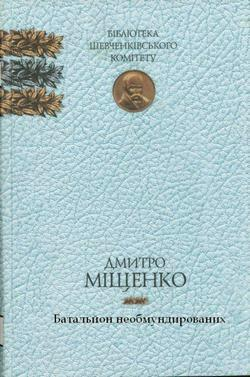 БІБЛІОТЕКА
ШЕВЧЕНКІВСЬКОГО
КОМІТЕТУ
ДМИТРО
МІЩЕНКО
Батальйон необмундированих